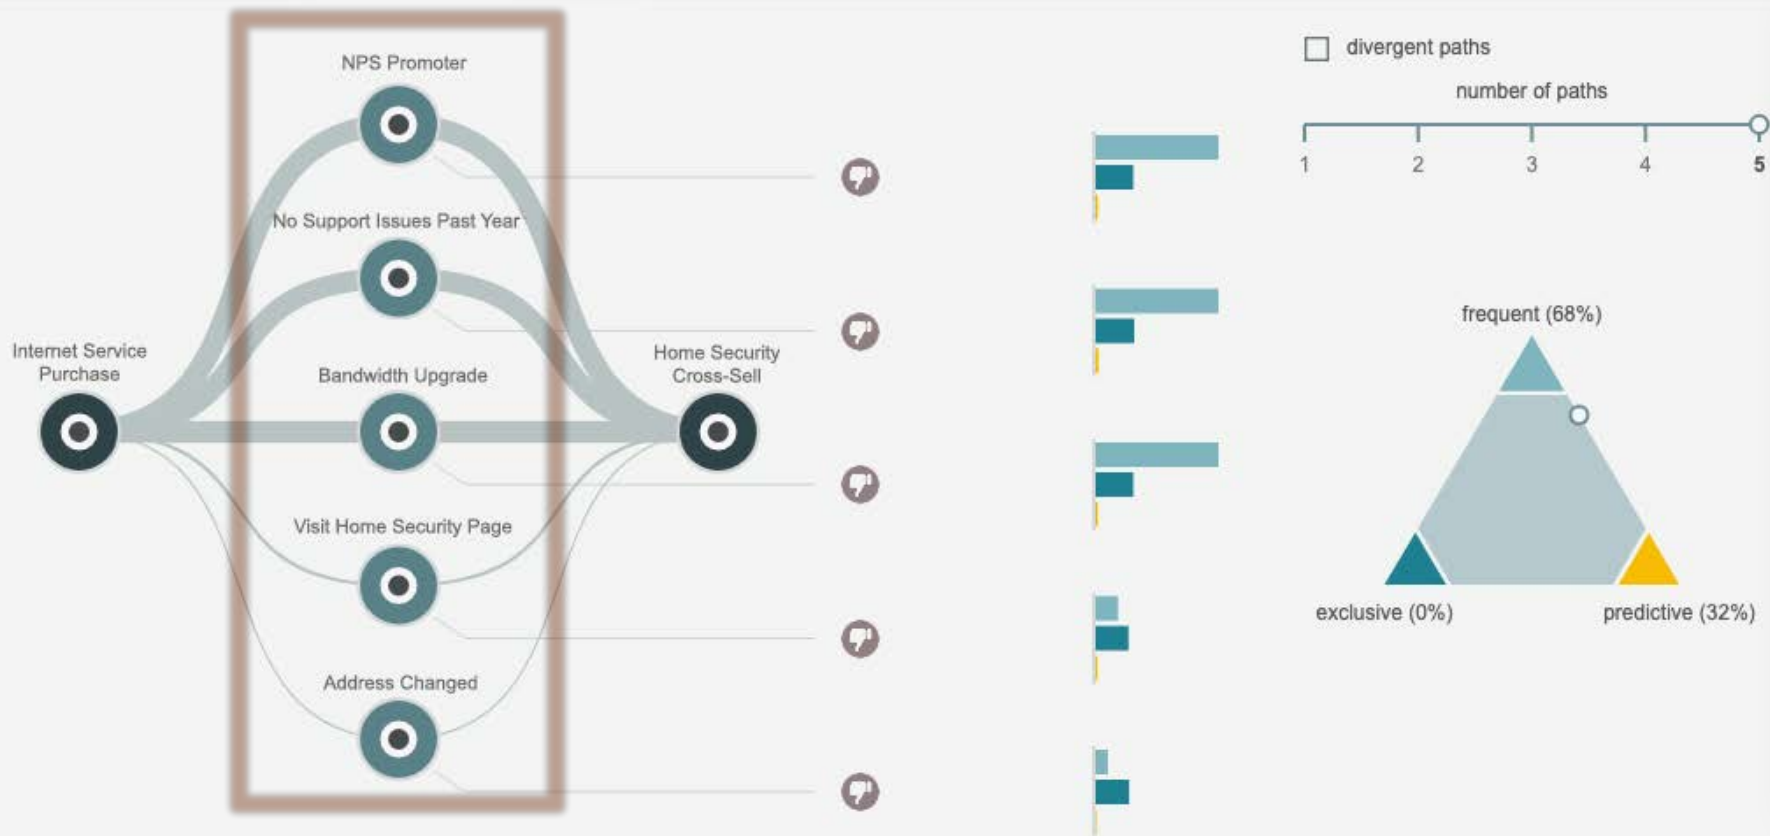 NPS Promoter
No Support Issues Past Year
Internet Service
Purchase
Bandwidth Upgrade
Home Security
Cross-Sell
Visit Home Security Page
Address Changed
divergent paths
number of paths
1 2 3 4 5
frequent (68%)
exclusive (0%)
predictive (32%)